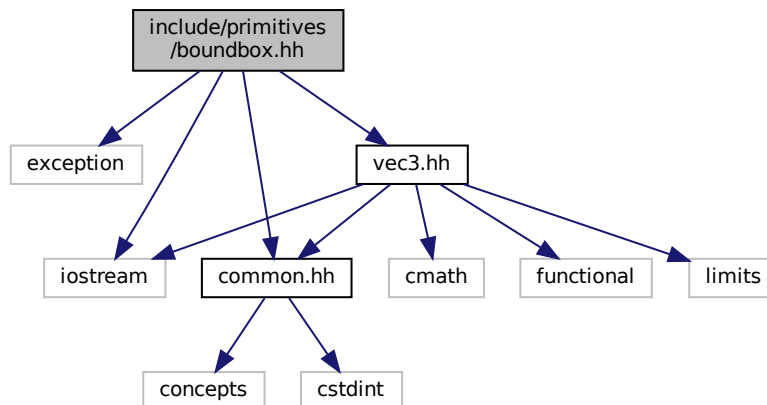 include/primitives
/boundbox.hh
exception
vec3.hh
iostream
common.hh
cmath
functional
limits
concepts
cstdint